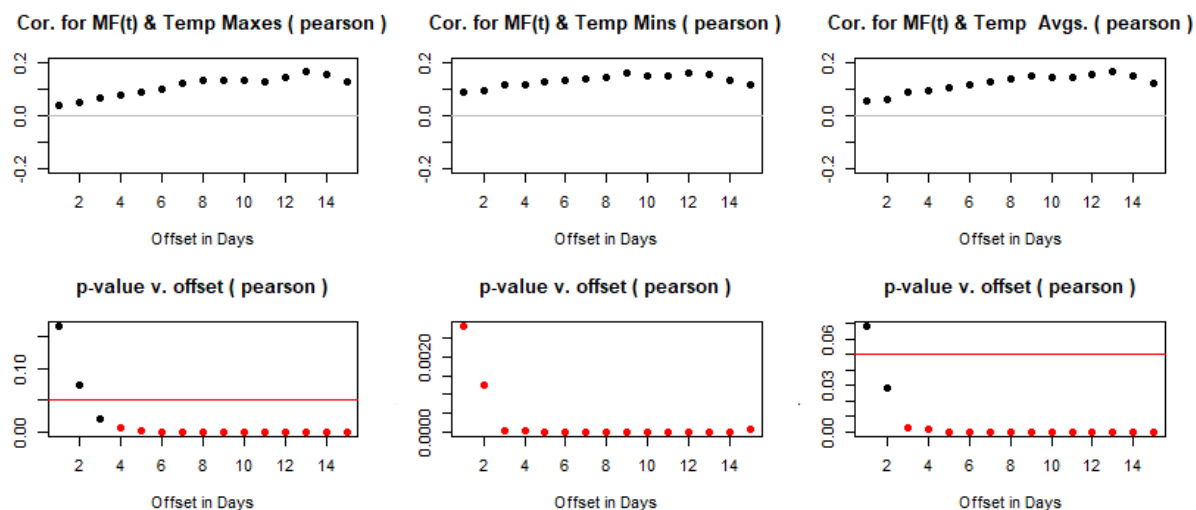 Cor. for MF(t) & Temp Maxes ( pearson )
Cor. for MF(t) & Temp Mins ( pearson )
Cor. for MF(t) & Temp  Avgs. ( pearson )
0.2
0.0
-0.2
2 4 6 8 10 12 14
Offset in Days
0.2
0.0
-0.2
2 4 6 8 10 12 14
Offset in Days
0.2
0.0
-0.2
2 4 6 8 10 12 14
Offset in Days
p-value v. offset ( pearson )
p-value v. offset ( pearson )
p-value v. offset ( pearson )
0.10
0.00
2 4 6 8 10 12 14
Offset in Days
0.0020
0.0000
2 4 6 8 10 12 14
Offset in Days
0.06
0.03
0.00
2 4 6 8 10 12 14
Offset in Days